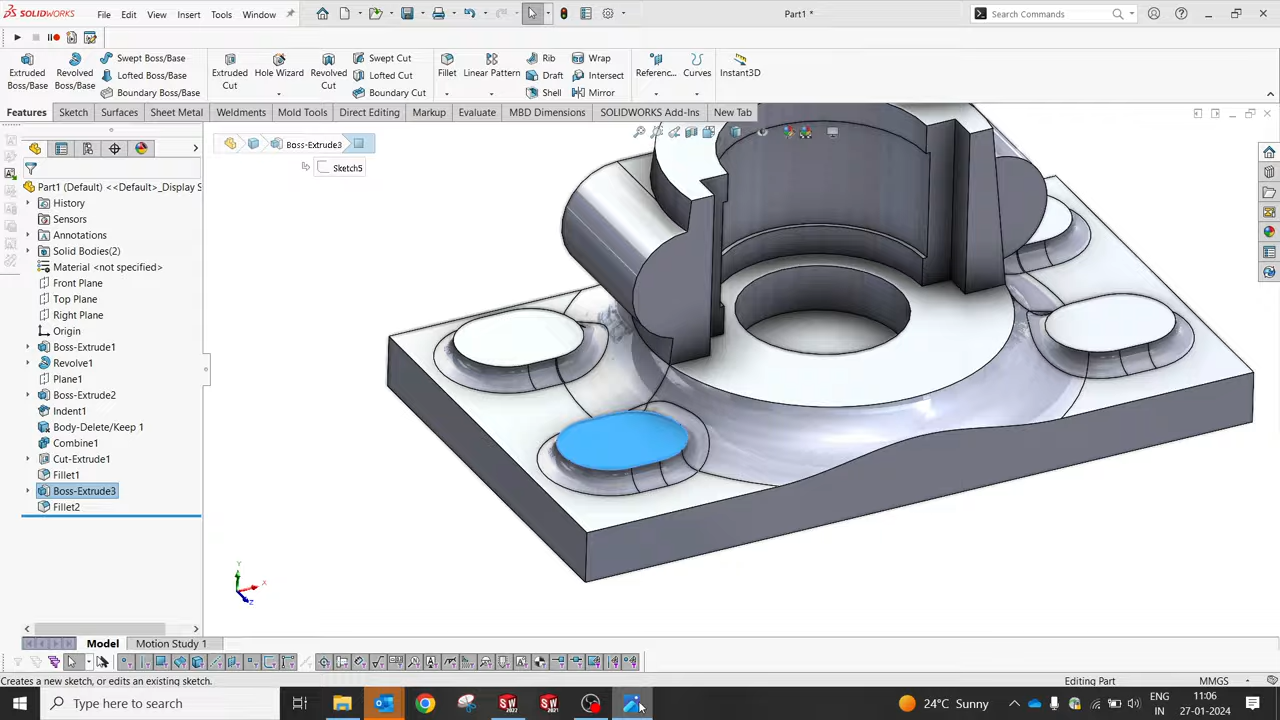 SOLIDWORKS File Edit View Insert Tools Window Part1 * Search Commands
Extruded Boss/Base
Revolved Boss/Base
Swept Boss/Base
Lofted Boss/Base
Boundary Boss/Base
Extruded Cut
Hole Wizard
Revolved Cut
Swept Cut
Lofted Cut
Boundary Cut
Fillet
Linear Pattern
Rib
Draft
Shell
Wrap
Intersect
Mirror
Referenc...
Curves
Instant3D
Features Sketch Surfaces Sheet Metal Weldments Mold Tools Direct Editing Markup Evaluate MBD Dimensions SOLIDWORKS Add-Ins New Tab
Boss-Extrude3
Sketch5
Part1 (Default) <<Default>_Display S
History
Sensors
Annotations
Solid Bodies(2)
Material <not specified>
Front Plane
Top Plane
Right Plane
Origin
Boss-Extrude1
Revolve1
Plane1
Boss-Extrude2
Indent1
Body-Delete/Keep 1
Combine1
Cut-Extrude1
Fillet1
Boss-Extrude3
Fillet2
Y
X
Z
Model Motion Study 1
Creates a new sketch, or edits an existing sketch. Editing Part MMGS
Type here to search
SW 2022
SW 2021
24°C Sunny
ENG
IN
11:06
27-01-2024